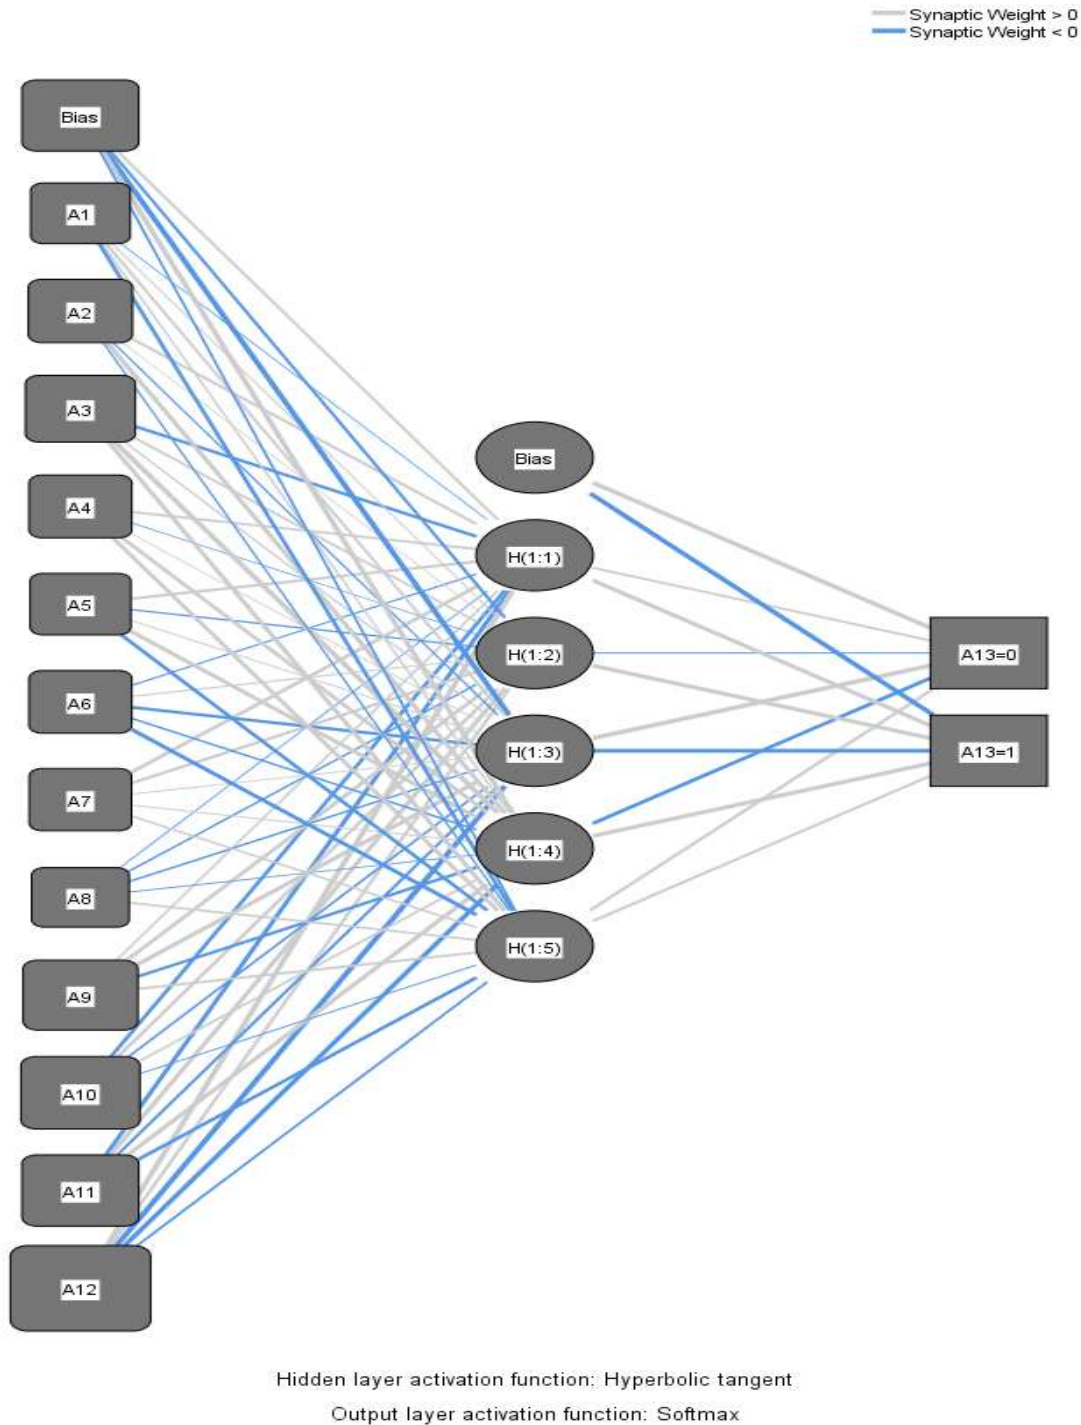 Synaptic Weight > 0
Synaptic Weight < 0
Bias
A1
A2
A3
A4
A5
A6
A7
A8
A9
A10
A11
A12
Bias
H(1:1)
H(1:2)
H(1:3)
H(1:4)
H(1:5)
A13=0
A13=1
Hidden layer activation function: Hyperbolic tangent
Output layer activation function: Softmax